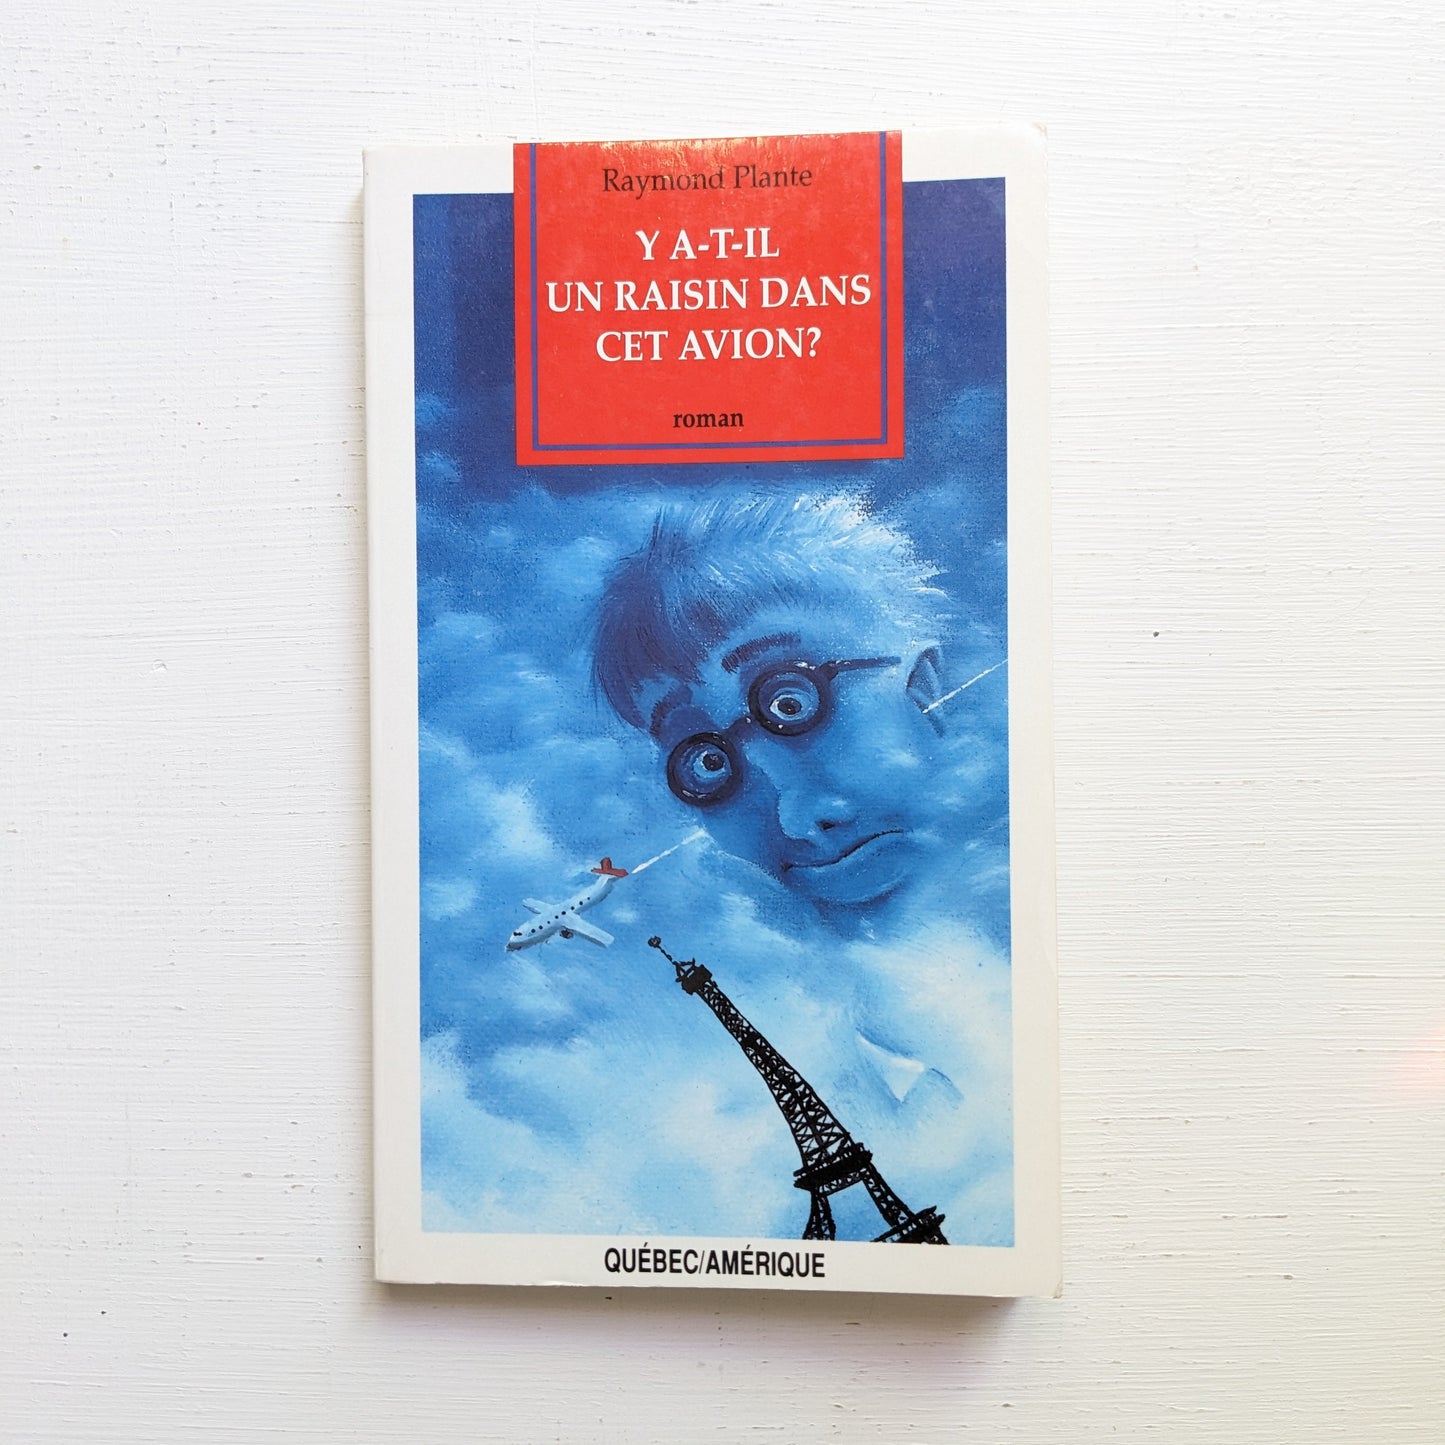 Raymond Plante
Y A-T-IL
UN RAISIN DANS
CET AVION?
roman
QUÉBEC/AMÉRIQUE